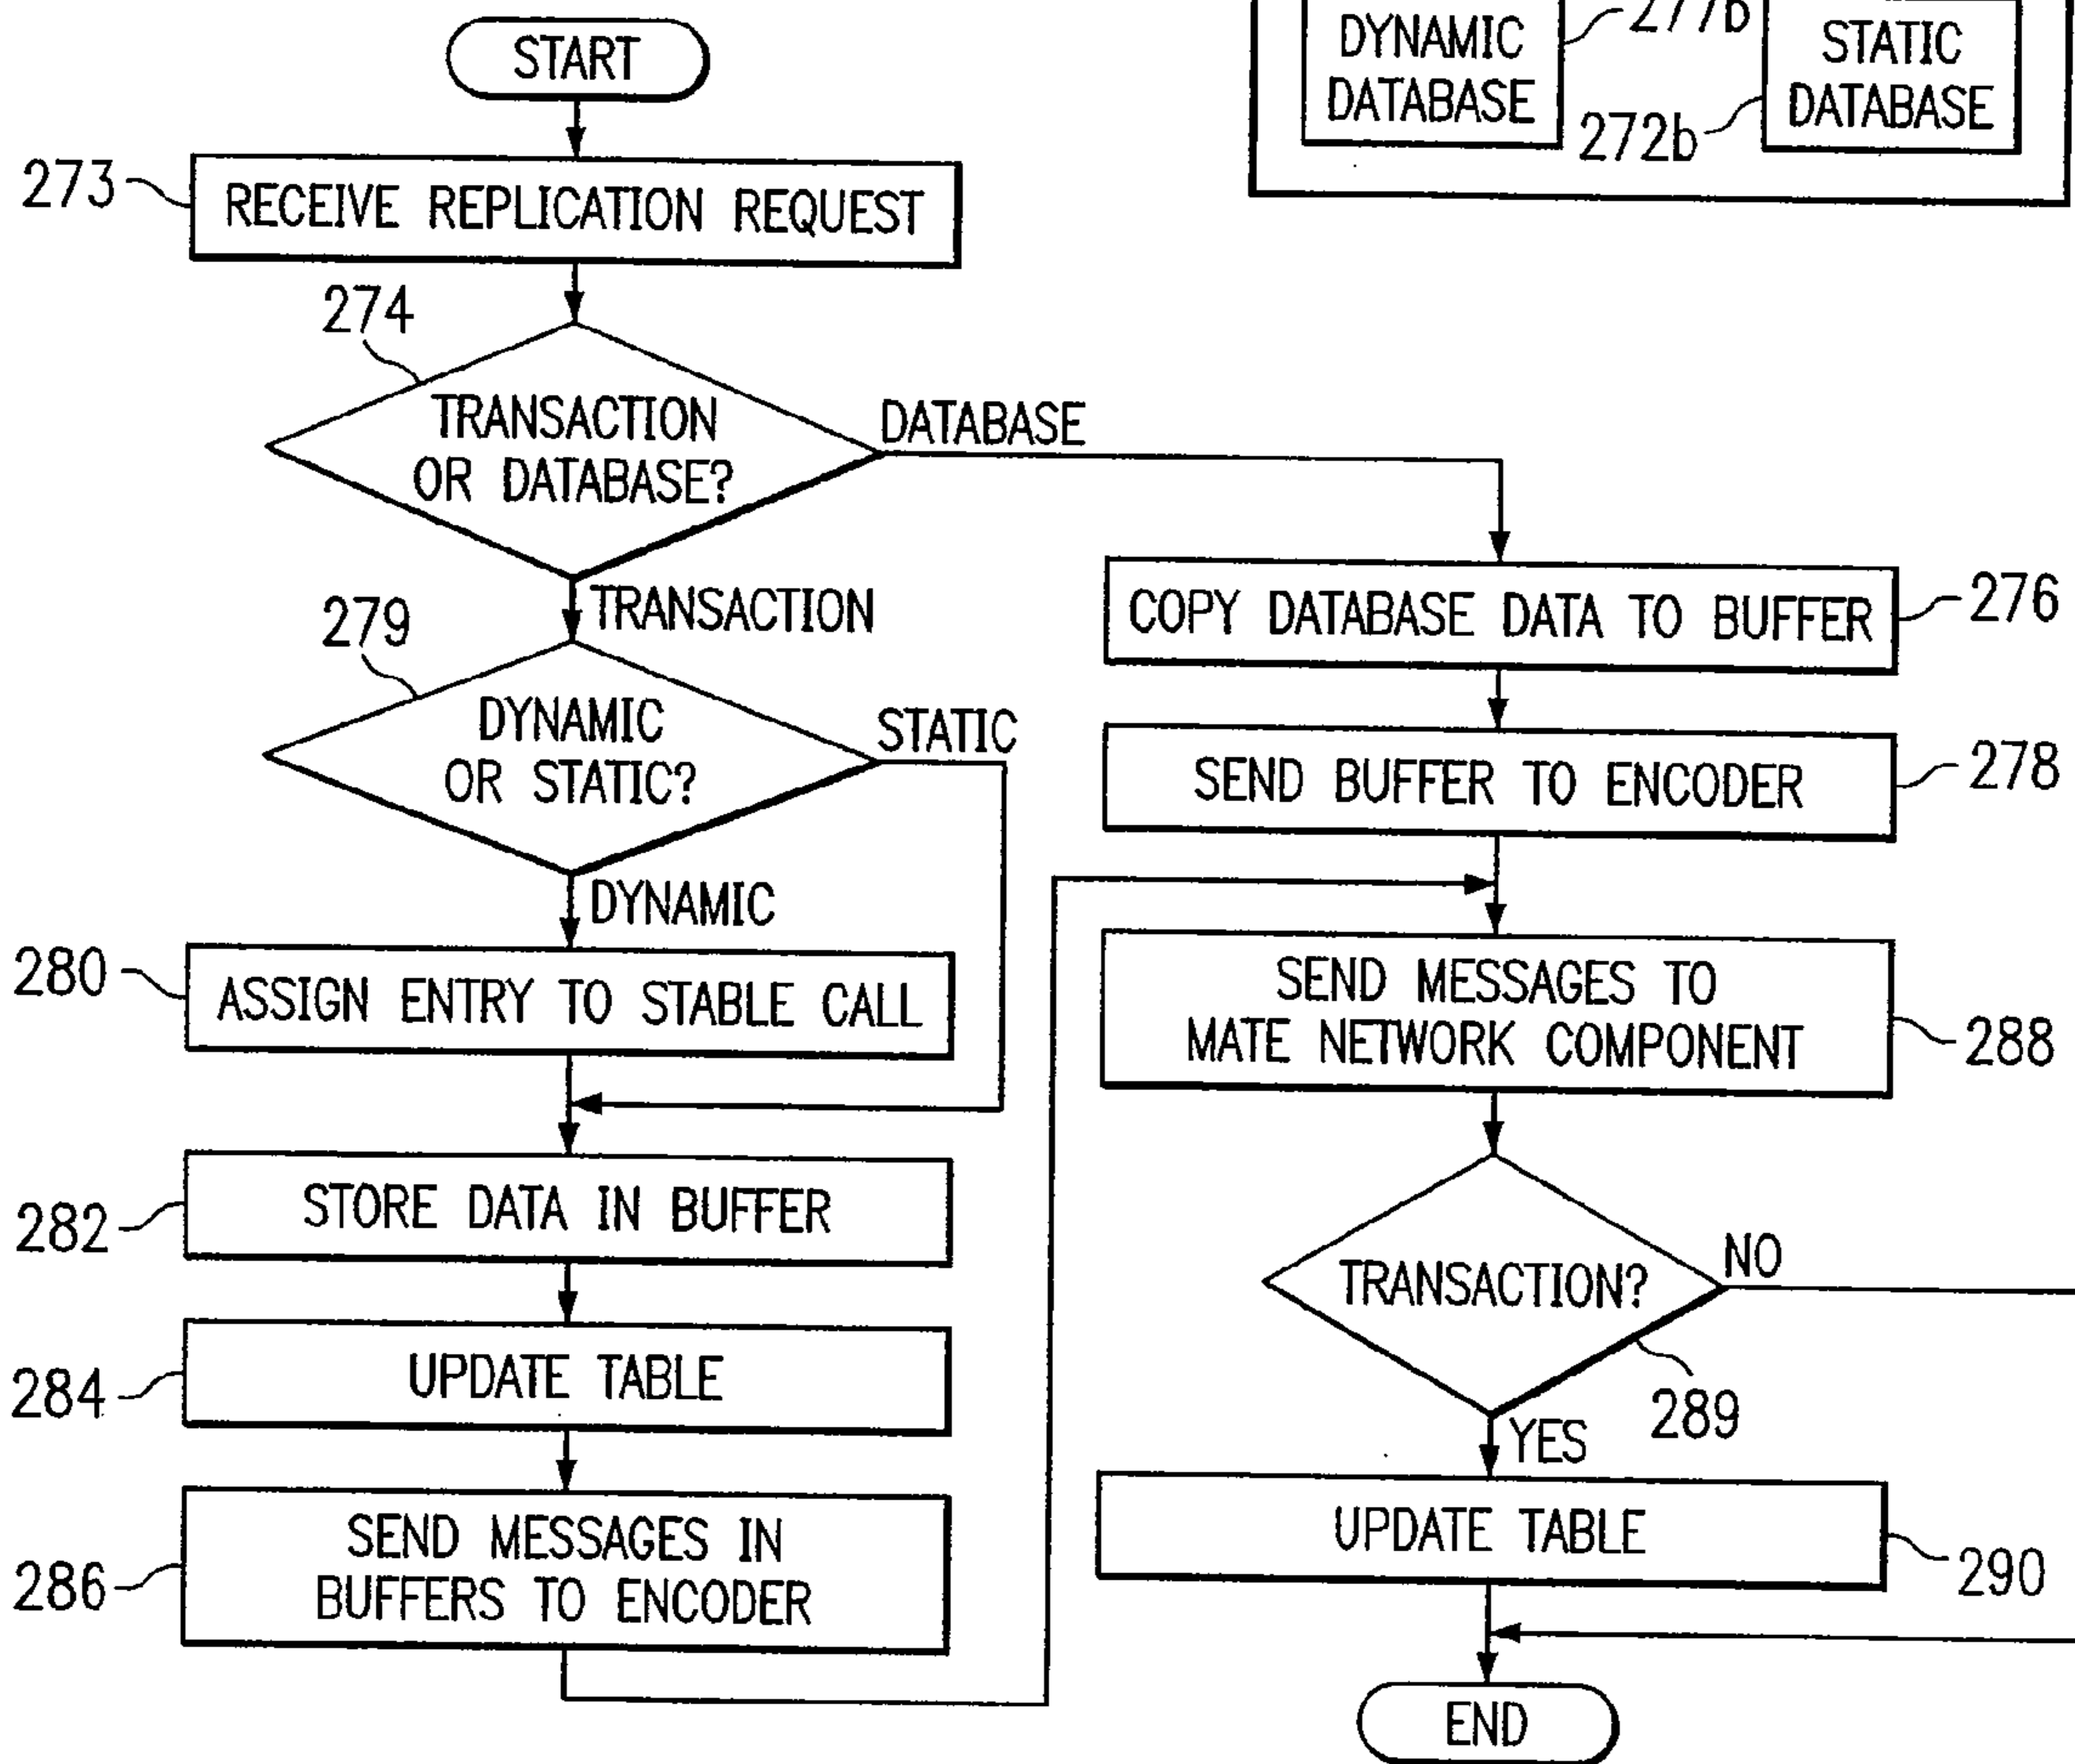 START
273
RECEIVE REPLICATION REQUEST
274
TRANSACTION
OR DATABASE?
DATABASE
TRANSACTION
279
DYNAMIC
OR STATIC?
STATIC
DYNAMIC
280
ASSIGN ENTRY TO STABLE CALL
282
STORE DATA IN BUFFER
284
UPDATE TABLE
286
SEND MESSAGES IN
BUFFERS TO ENCODER
DYNAMIC
DATABASE
277b
272b
STATIC
DATABASE
COPY DATABASE DATA TO BUFFER
276
SEND BUFFER TO ENCODER
278
SEND MESSAGES TO
MATE NETWORK COMPONENT
288
TRANSACTION?
NO
289
YES
UPDATE TABLE
290
END